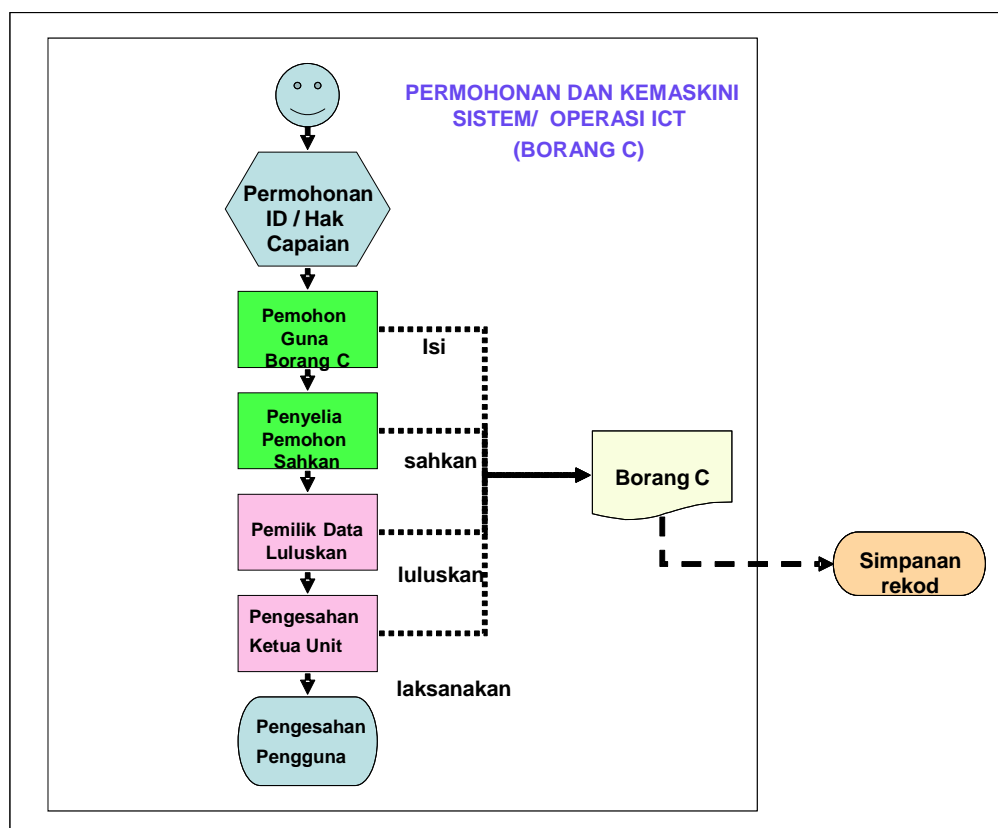 PERMOHONAN DAN KEMASKINI
SISTEM/ OPERASI ICT
(BORANG C)
Permohonan
ID / Hak
Capaian
Pemohon
Guna
Borang C
Isi
Penyelia
Pemohon
Sahkan
sahkan
Borang C
Pemilik Data
Luluskan
luluskan
Simpanan
rekod
Pengesahan
Ketua Unit
laksanakan
Pengesahan
Pengguna